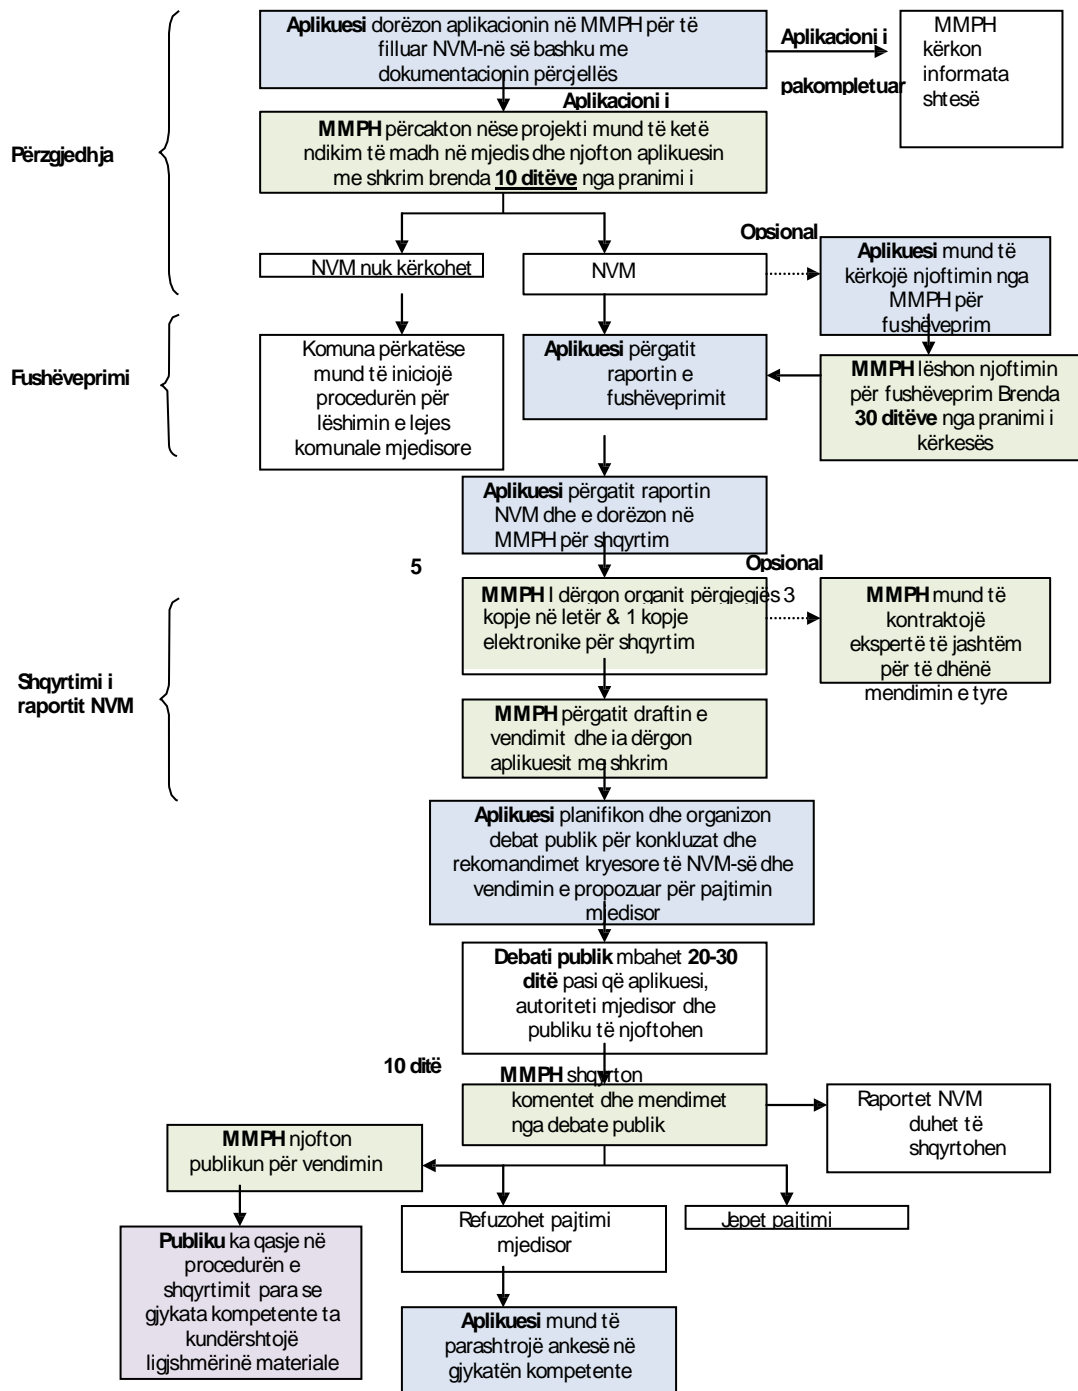 Aplikuesi dorëzon aplikacionin në MMPH për të
filluar NVM-në së bashku me
dokumentacionin përcjellës
Aplikacioni i
pakompletuar
MMPH
kërkon
informata
shtesë
Aplikacioni i
Përzgjedhja
MMPH përcakton nëse projekti mund të ketë
ndikim të madh në mjedis dhe njofton aplikuesin
me shkrim brenda 10 ditëve nga pranimi i
NVM nuk kërkohet
NVM
Opsional
Aplikuesi mund të
kërkojë njoftimin nga
MMPH për
fushëveprim
Fushëveprimi
Komuna përkatëse
mund të iniciojë
procedurën për
lëshimin e lejes
komunale mjedisore
Aplikuesi përgatit
raportin e
fushëveprimit
MMPH lëshon njoftimin
për fushëveprim Brenda
30 ditëve nga pranimi i
kërkesës
Aplikuesi përgatit raportin
NVM dhe e dorëzon në
MMPH për shqyrtim
5
Opsional
MMPH I dërgon organit përgjegjës 3
kopje në letër & 1 kopje
elektronike për shqyrtim
MMPH mund të
kontraktojë
ekspertë të jashtëm
për të dhënë
mendimin e tyre
Shqyrtimi i
raportit NVM
MMPH përgatit draftin e
vendimit dhe ia dërgon
aplikuesit me shkrim
Aplikuesi planifikon dhe organizon
debat publik për konkluzat dhe
rekomandimet kryesore të NVM-së dhe
vendimin e propozuar për pajtimin
mjedisor
Debati publik mbahet 20-30
ditë pasi që aplikuesi,
autoriteti mjedisor dhe
publiku të njoftohen
10 ditë
MMPH shqyrton
komentet dhe mendimet
nga debate publik
Raportet NVM
duhet të
shqyrtohen
MMPH njofton
publikun për vendimin
Refuzohet pajtimi
mjedisor
Jepet pajtimi
Publiku ka qasje në
procedurën e
shqyrtimit para se
gjykata kompetente ta
kundërshtojë
ligjshmërinë materiale
Aplikuesi mund të
parashtrojë ankesë në
gjykatën kompetente